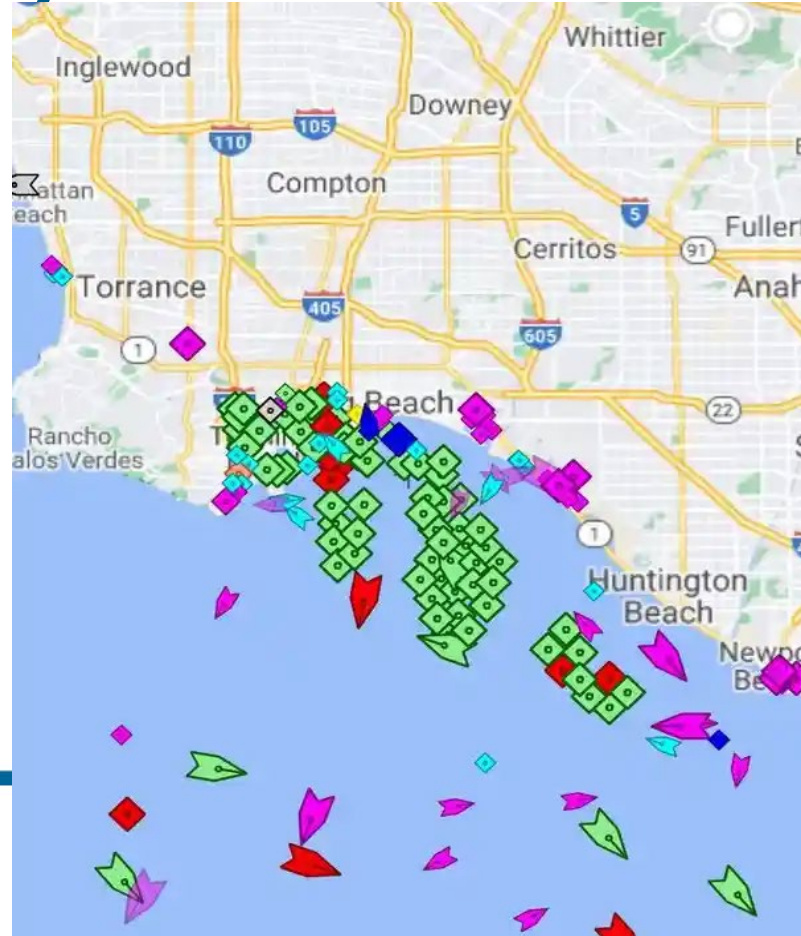 Whittier
Inglewood
Downey
105
110
Compton
5
Fuller
Cerritos
91
Torrance
Anah
405
605
1
Beach
22
Rancho
alos Verdes
1
Huntington
Beach
Newpo